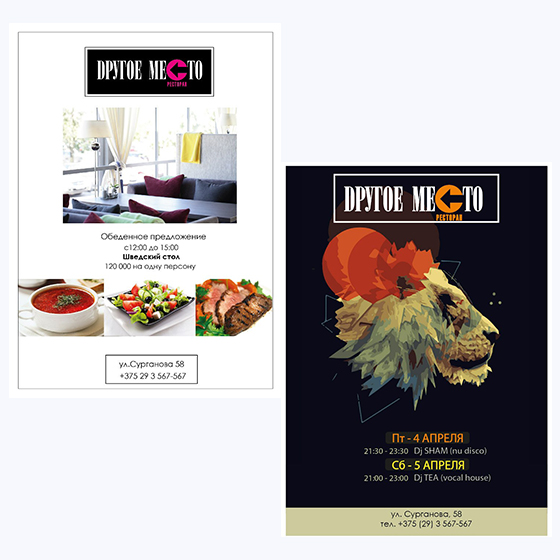 DРУГОЕ МЕСТО
РЕСТОРАН
Обеденное предложение
с12:00 до 15:00
Шведский стол
120 000 на одну персону
ул.Сурганова 58
+375 29 3 567-567
DРУГОЕ МЕСТО
РЕСТОРАН
Пт - 4 АПРЕЛЯ
21:30 - 23:30 Dj SHAM (nu disco)
Сб - 5 АПРЕЛЯ
21:00 - 23:00 Dj TEA (vocal house)
ул. Сурганова, 58
тел. +375 (29) 3 567-567